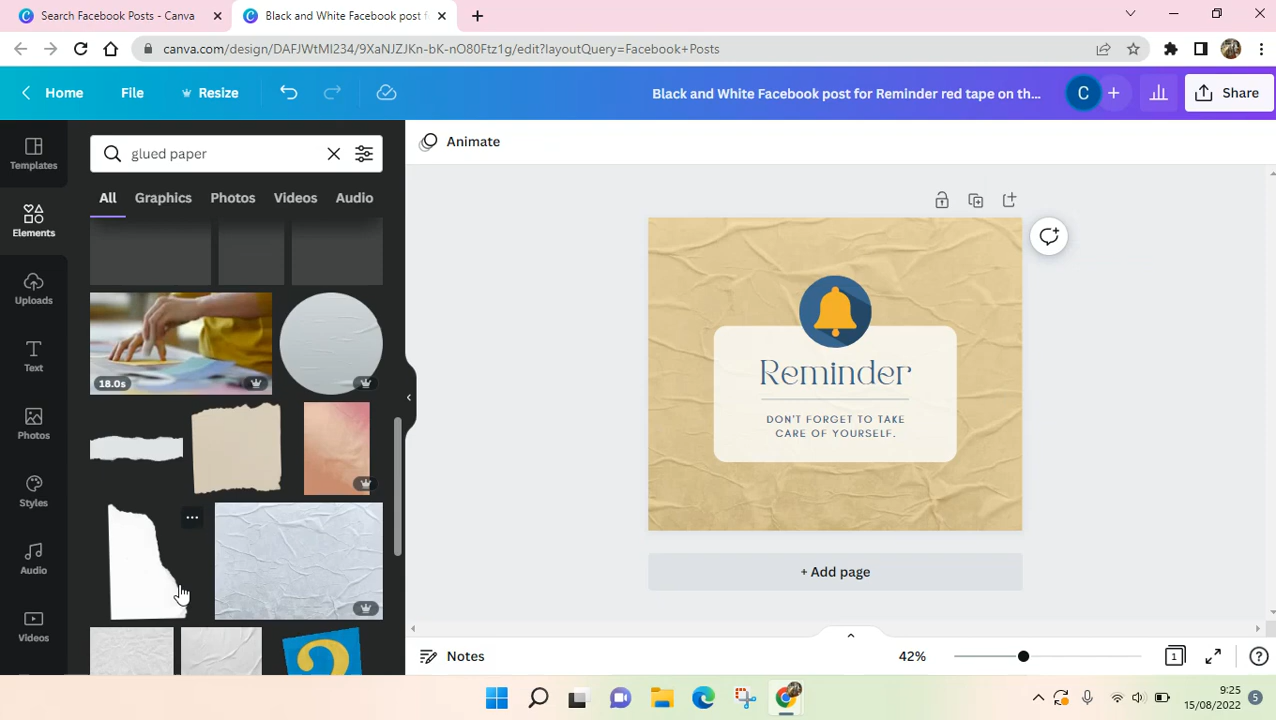 Search Facebook Posts - Canva
Black and White Facebook post f
canva.com/design/DAFJWtMI234/9XaNJZJKn-bK-nO80Ftz1g/edit?layoutQuery=Facebook+Posts
Home
File
Resize
Black and White Facebook post for Reminder red tape on th...
C
Share
Templates
Elements
Uploads
Text
Photos
Styles
Audio
Videos
glued paper
All
Graphics
Photos
Videos
Audio
18.0s
Animate
Reminder
DON'T FORGET TO TAKE
CARE OF YOURSELF.
+ Add page
Notes
42%
1
9:25
15/08/2022
5